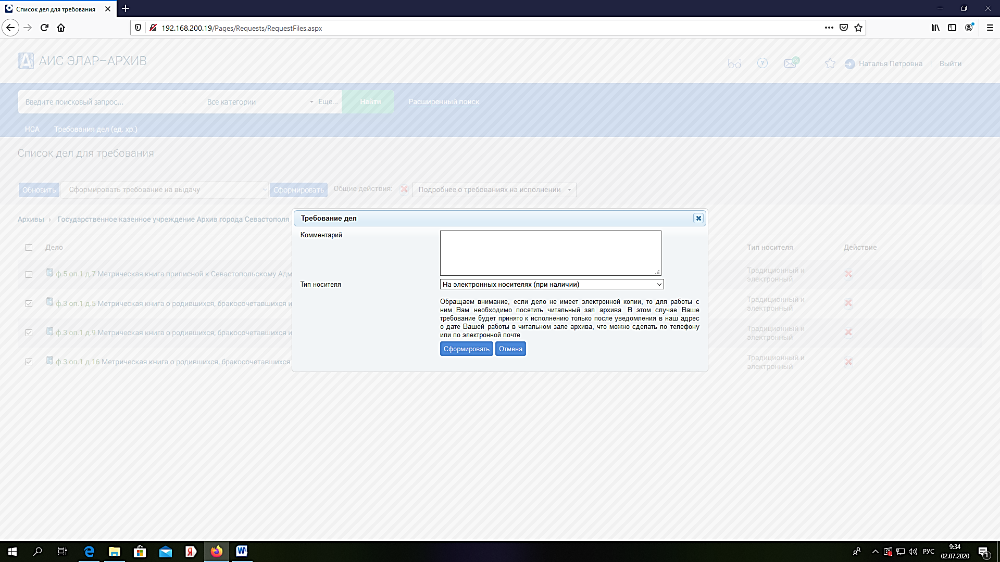 Список дел для требования
192.168.200.19/Pages/Requests/RequestFiles.aspx
АИС ЭЛАР–АРХИВ
?
Наталья Петровна
Выйти
Введите поисковый запрос...
Все категории
Еще...
Найти
Расширенный поиск
НСА
Требования дел (ед. хр.)
Список дел для требования
Обновить
Сформировать требование на выдачу
Сформировать
Общие действия:
Подробнее о требованиях на исполнении
Архивы
Государственное казенное учреждение Архив города Севастополя
Требование дел
Комментарий
Тип носителя
На электронных носителях (при наличии)
Обращаем внимание, если дело не имеет электронной копии, то для работы с
ним Вам необходимо посетить читальный зал архива. В этом случае Ваше
требование будет принято к исполнению только после уведомления в наш адрес
о дате Вашей работы в читальном зале архива, что можно сделать по телефону
или по электронной почте
Сформировать
Отмена
Дело
Тип носителя
Действие
ф.5 оп.1 д.7 Метрическая книга приписной к Севастопольскому Адм
Традиционный и
электронный
ф.3 оп.1 д.5 Метрическая книга о родившихся, бракосочетавшихся и
Традиционный и
электронный
ф.3 оп.1 д.9 Метрическая книга о родившихся, бракосочетавшихся и
Традиционный и
электронный
ф.3 оп.1 д.16 Метрическая книга о родившихся, бракосочетавшихся
Традиционный и
электронный
РУС
9:34
02.07.2020
1